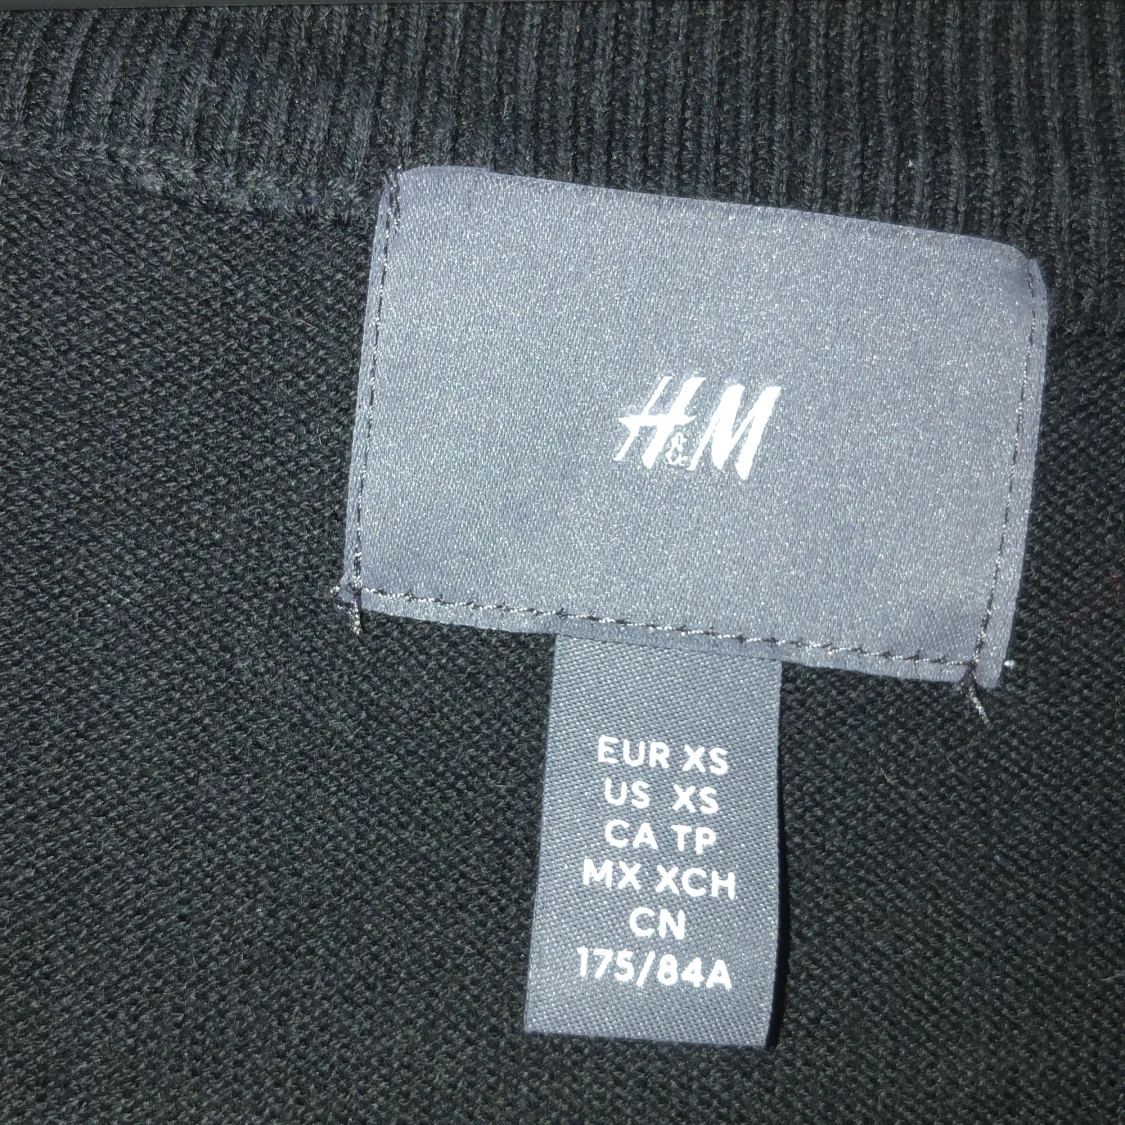 H&M
EUR XS
US XS
CA TP
MX XCH
CN
175/84A